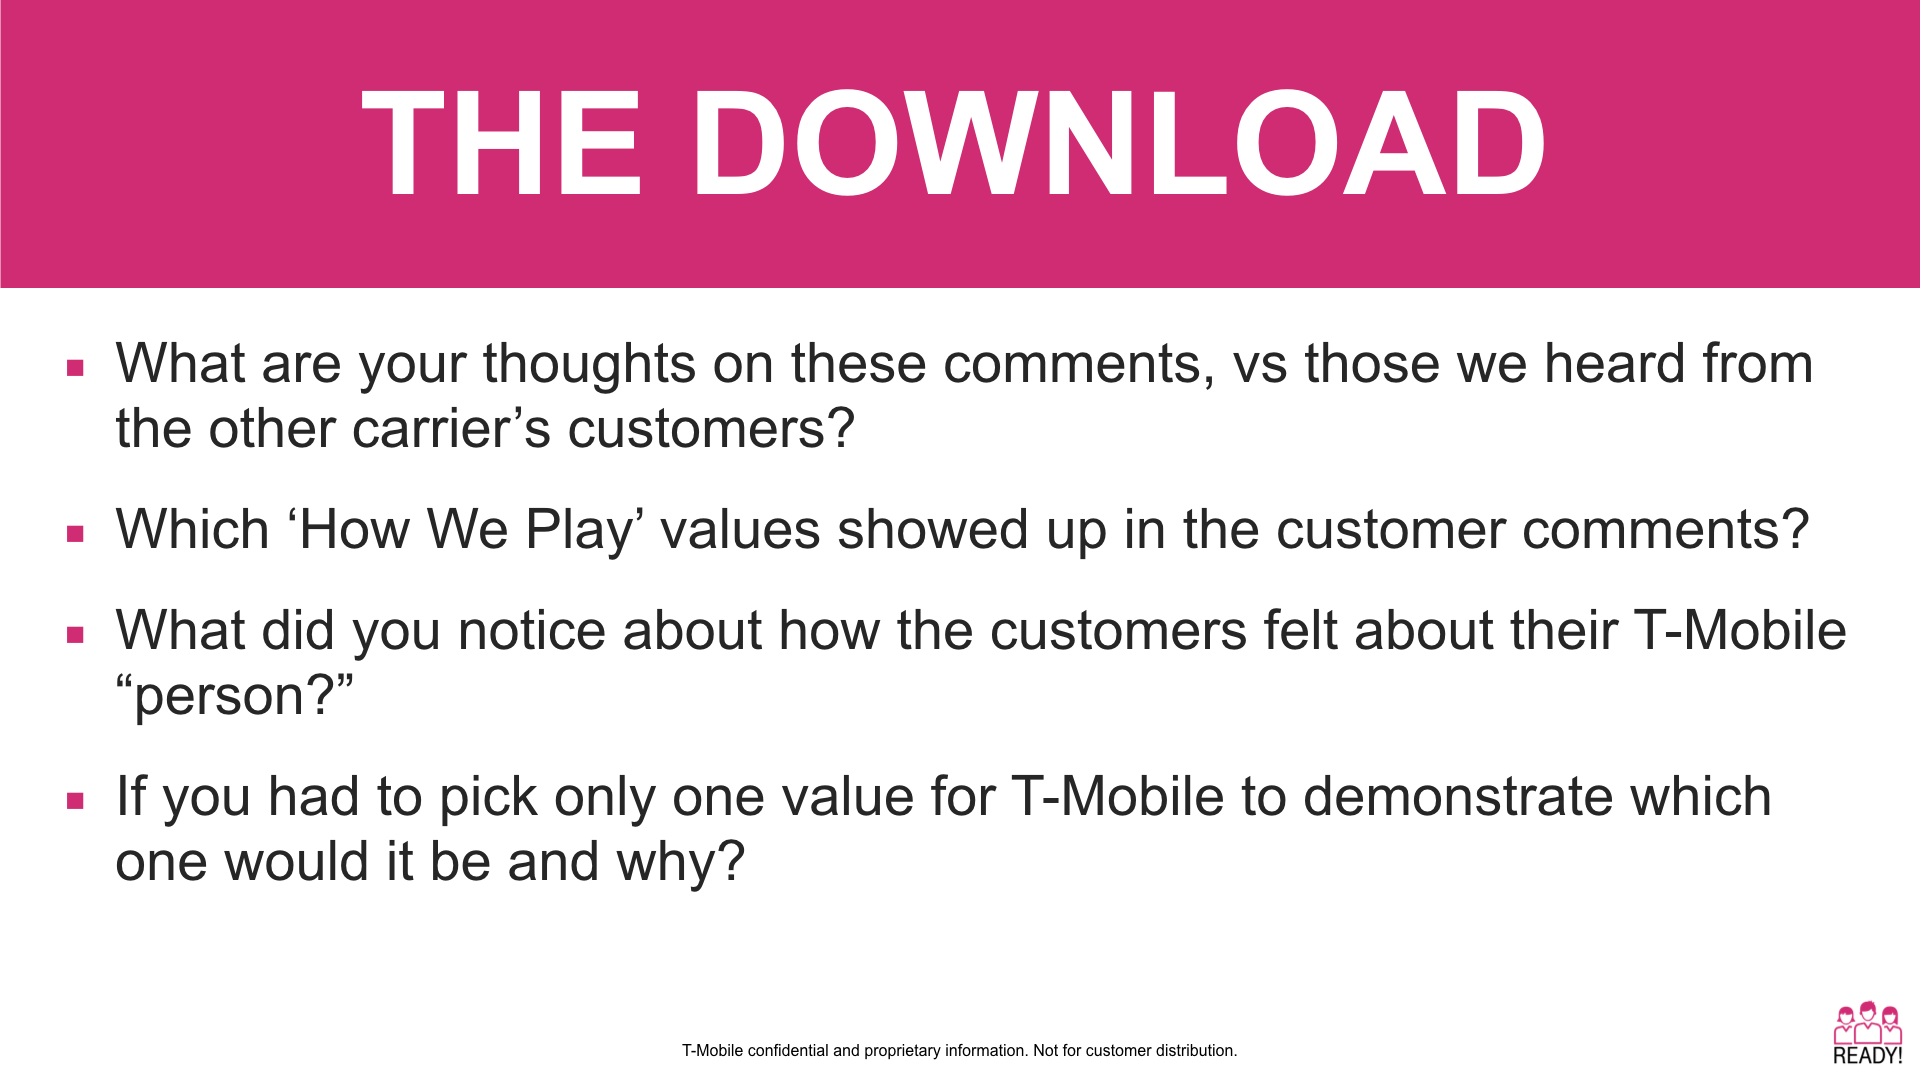 THE DOWNLOAD
What are your thoughts on these comments, vs those we heard from
the other carrier’s customers?
Which ‘How We Play’ values showed up in the customer comments?
What did you notice about how the customers felt about their T-Mobile
“person?”
If you had to pick only one value for T-Mobile to demonstrate which
one would it be and why?
T-Mobile confidential and proprietary information. Not for customer distribution.
READY!